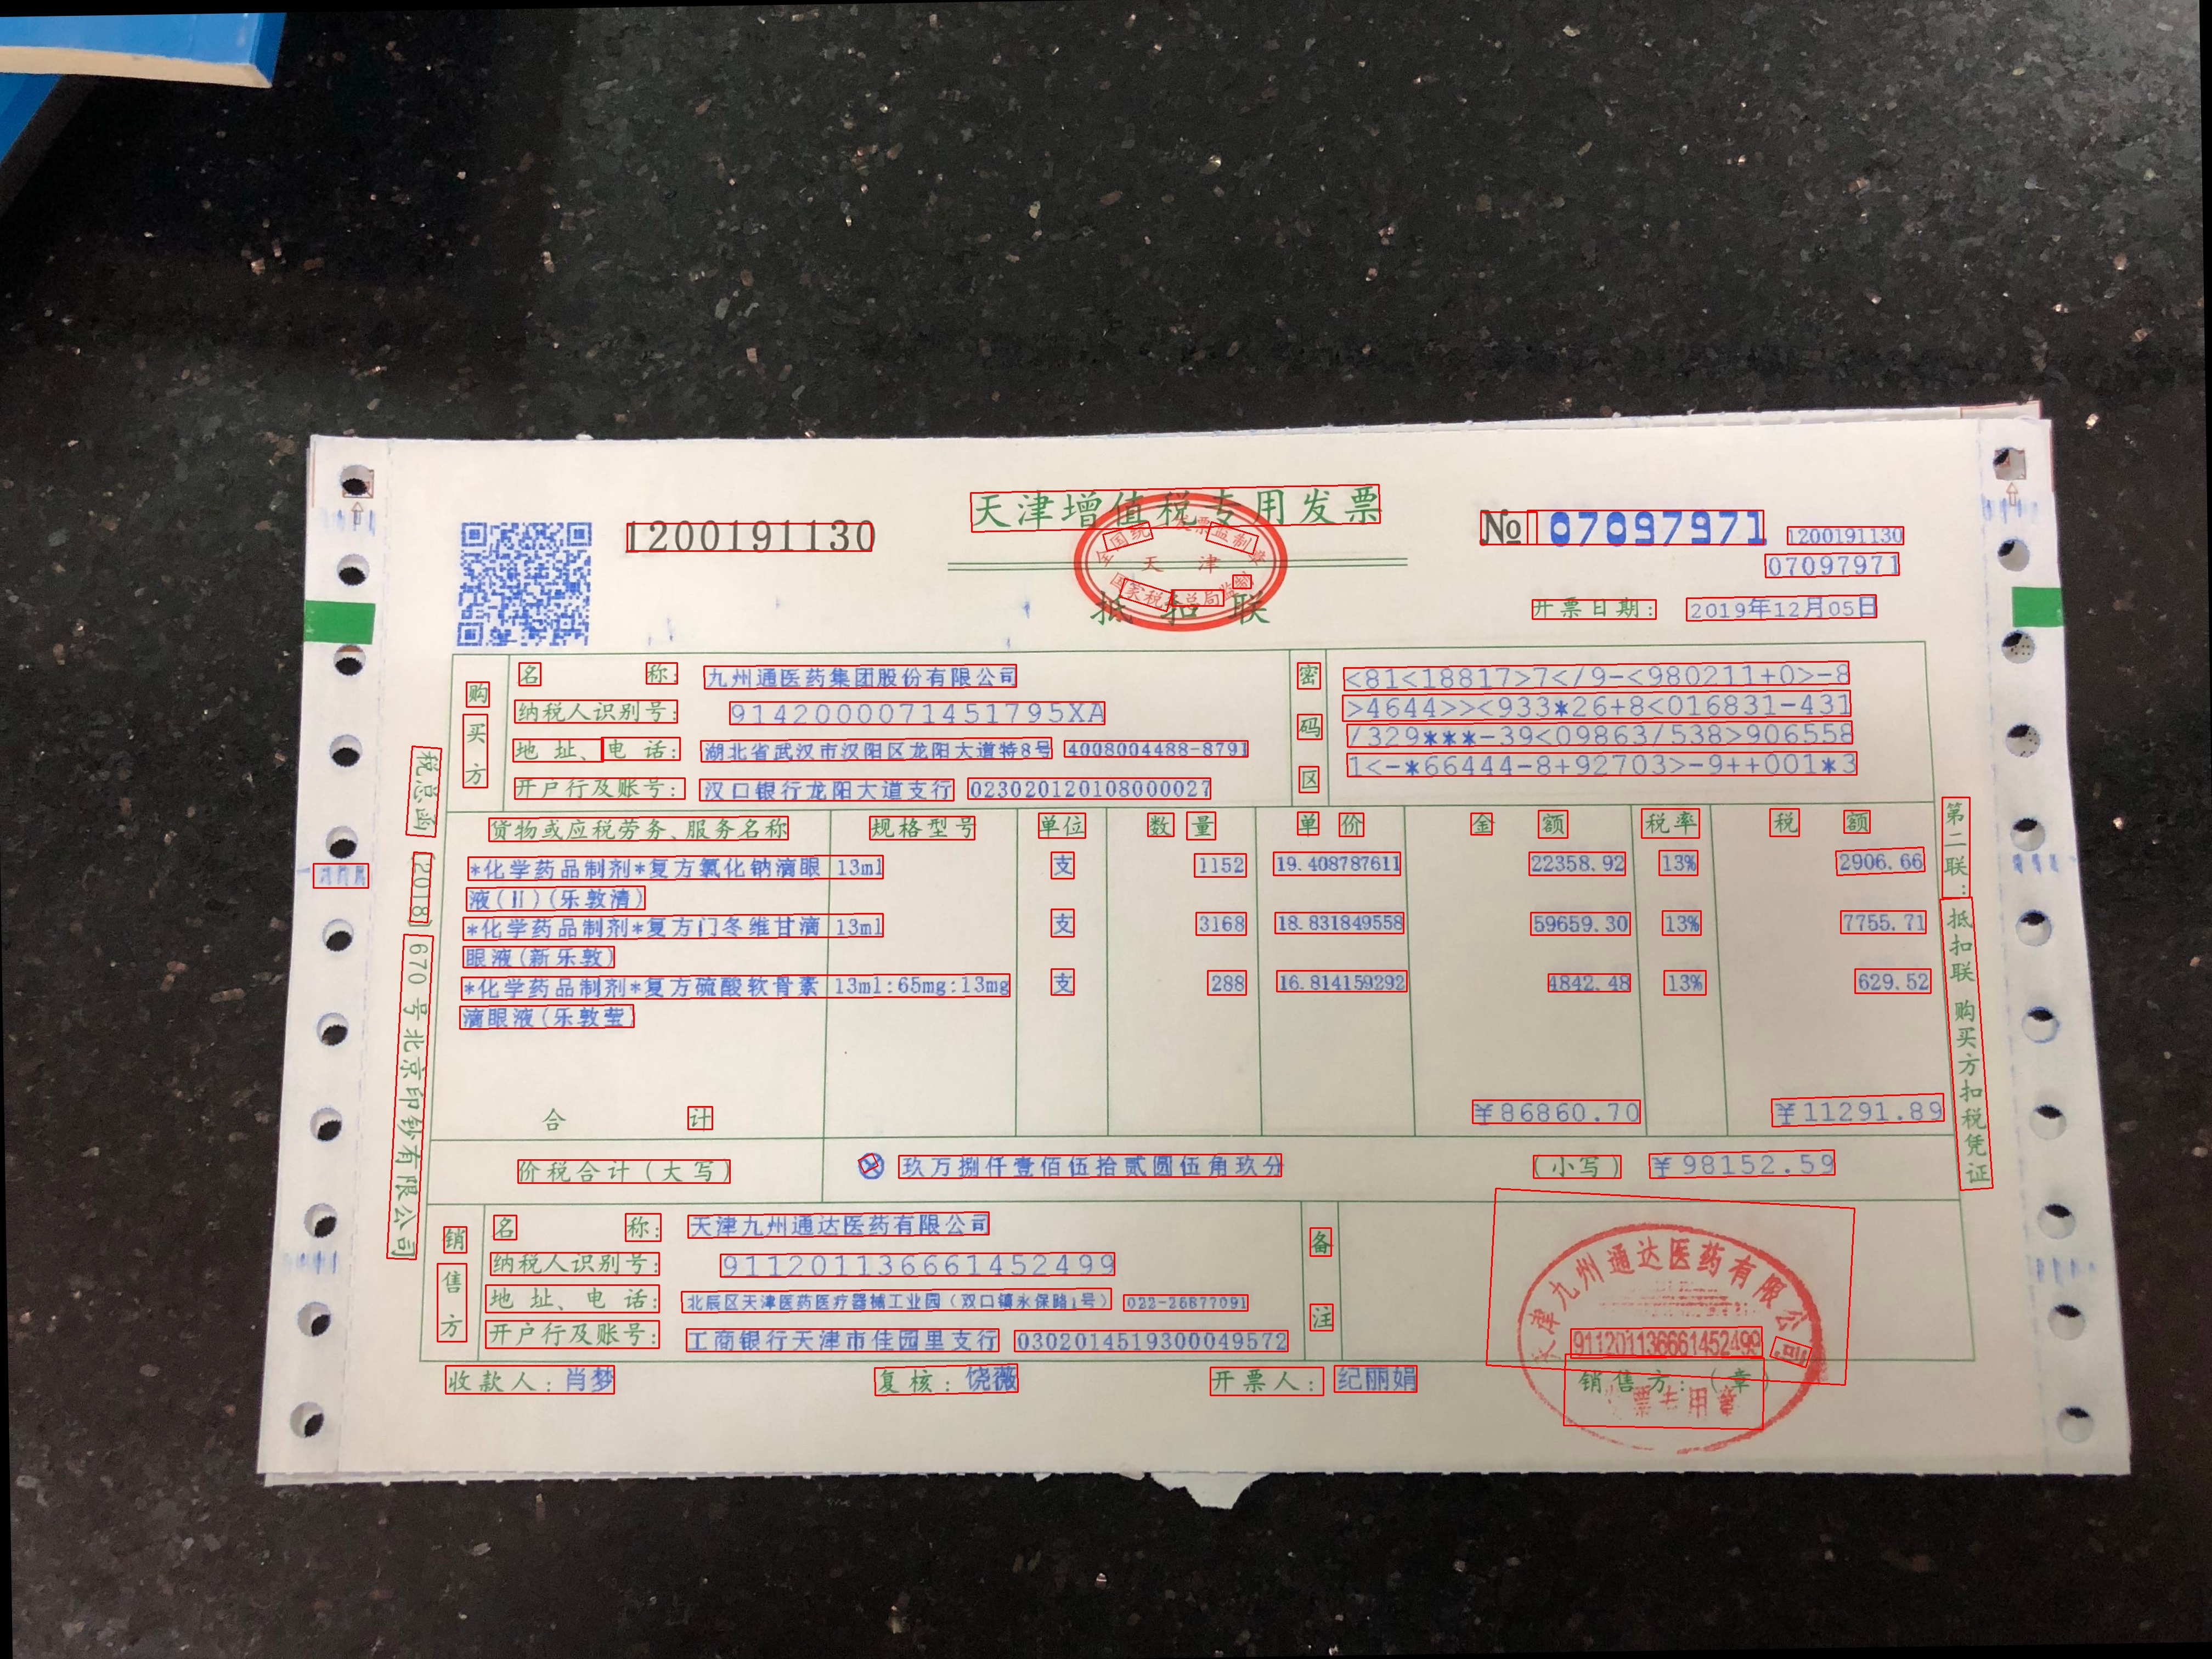 天津增值税专用发票
1200191130
№ 07097971
1200191130
07097971
全国统一发票监制章
天 津
国家税务总局监制
抵 扣 联
开票日期: 2019年12月05日
购买方
名 称: 九州通医药集团股份有限公司
纳税人识别号: 91420000714517​95XA
地 址、电 话: 湖北省武汉市汉阳区龙阳大道特8号 4008004488-8791
开户行及账号: 汉口银行龙阳大道支行 023020120108000027
密码区
<81<18817>7</9-<980211+0>-8
>4644>><933*26+8<016831-431
/329***-39<09863/538>906558
1<-*66444-8+92703>-9++001*3
货物或应税劳务、服务名称 规格型号 单位 数 量 单 价 金 额 税率 税 额
*化学药品制剂*复方氯化钠滴眼 13ml 支 1152 19.408787611 22358.92 13% 2906.66
液(II)(乐敦清)
*化学药品制剂*复方门冬维甘滴 13ml 支 3168 18.831849558 59659.30 13% 7755.71
眼液(新乐敦)
*化学药品制剂*复方硫酸软骨素 13ml:65mg:13mg 支 288 16.814159292 4842.48 13% 629.52
滴眼液(乐敦莹)
合 计 ¥86860.70 ¥11291.89
价税合计(大写) 玖万捌仟壹佰伍拾贰圆伍角玖分 (小写) ¥98152.59
销售方
名 称: 天津九州通达医药有限公司
纳税人识别号: 911201136661452499
地 址、电 话: 北辰区天津医药医疗器械工业园(双口镇永保路1号) 022-26877091
开户行及账号: 工商银行天津市佳园里支行 0302014519300049572
备注
收款人: 肖梦 复核: 饶薇 开票人: 纪丽娟 销售方:(章)
天津九州通达医药有限公司
911201136661452499
发票专用章
税总函[2018]670号北京印钞有限公司
第二联:抵扣联 购买方扣税凭证